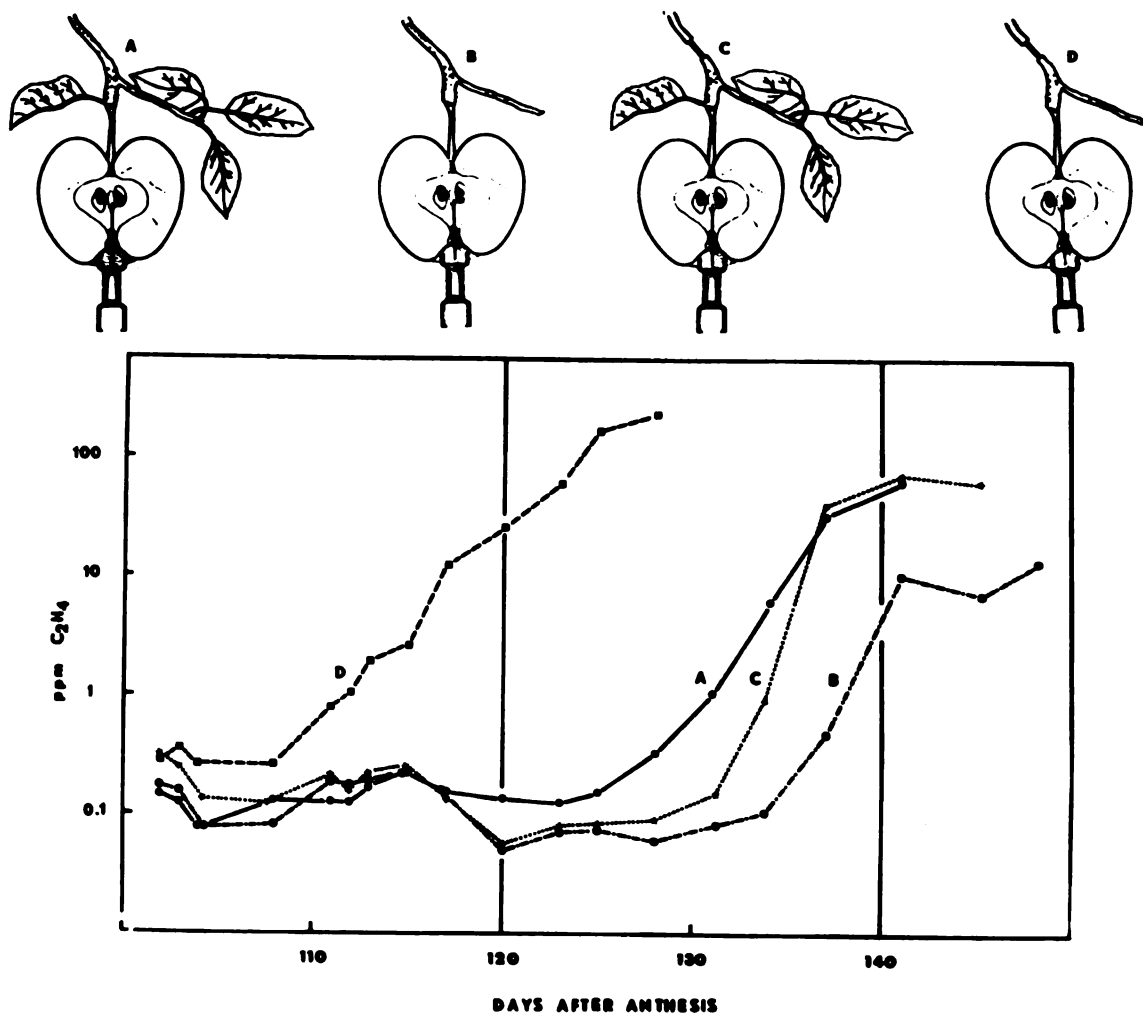 A B C D
100
10
1
0.1
ppm C₂H₄
D
A C B
110 120 130 140
DAYS AFTER ANTHESIS